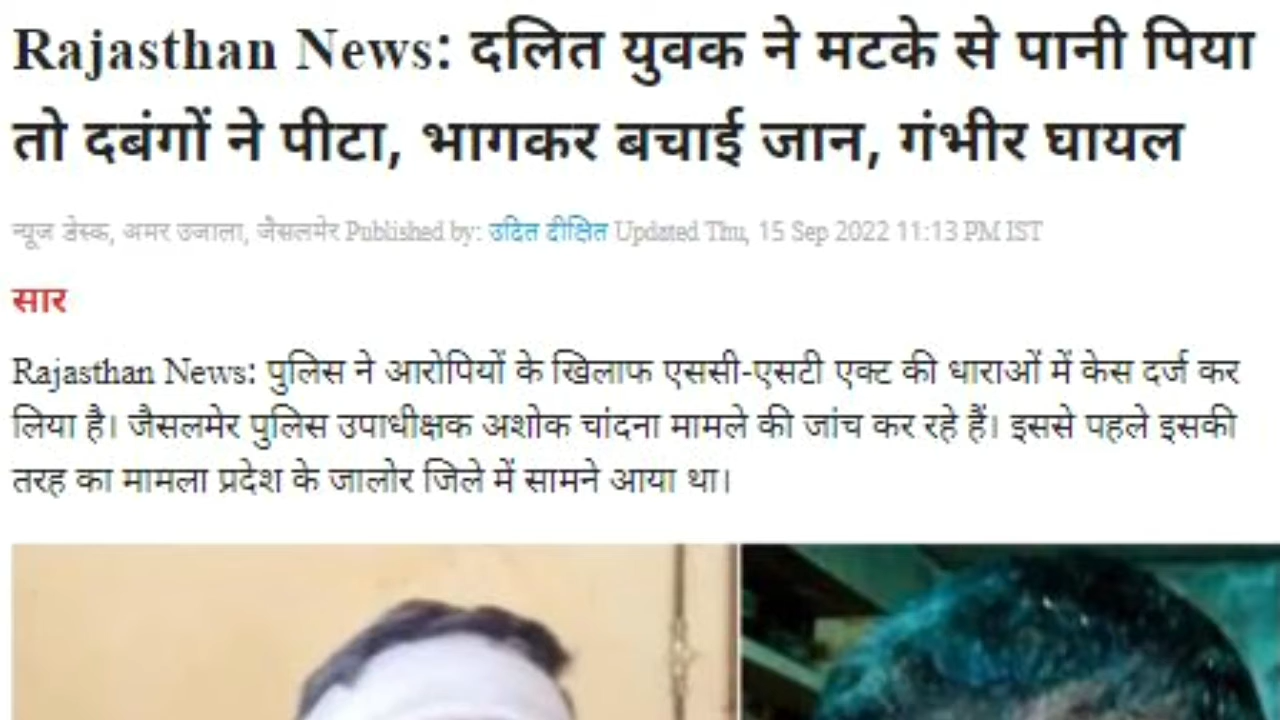 Rajasthan News: दलित युवक ने मटके से पानी पिया
तो दबंगों ने पीटा, भागकर बचाई जान, गंभीर घायल
न्यूज डेस्क, अमर उजाला, जैसलमेर Published by: उदित दीक्षित Updated Thu, 15 Sep 2022 11:13 PM IST
सार
Rajasthan News: पुलिस ने आरोपियों के खिलाफ एससी-एसटी एक्ट की धाराओं में केस दर्ज कर
लिया है। जैसलमेर पुलिस उपाधीक्षक अशोक चांदना मामले की जांच कर रहे हैं। इससे पहले इसकी
तरह का मामला प्रदेश के जालोर जिले में सामने आया था।